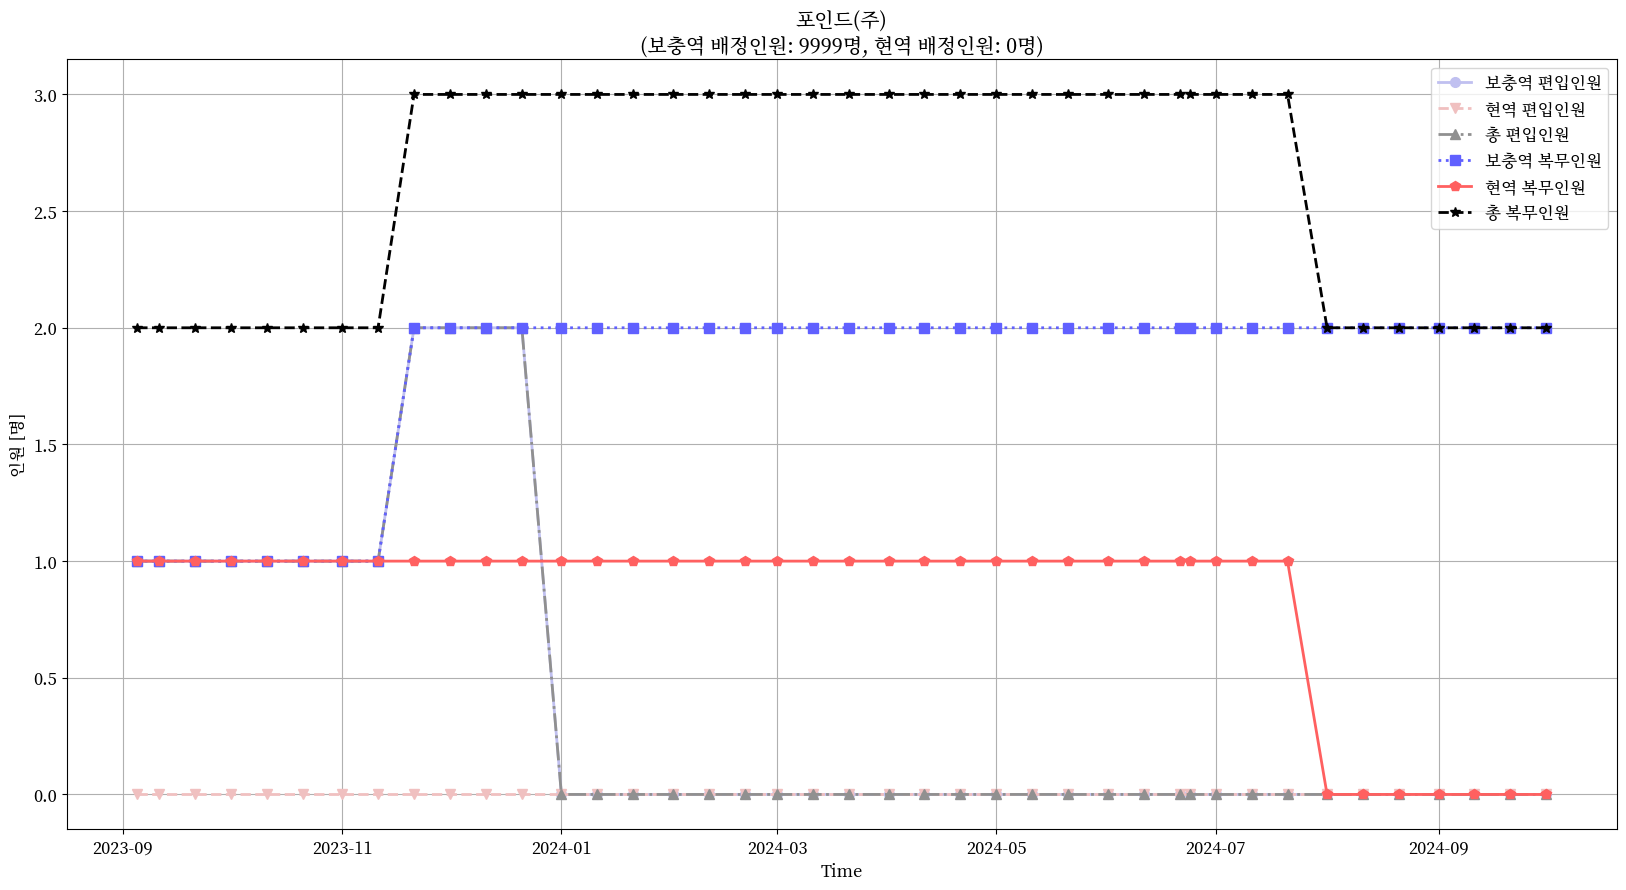 포인드(주)
(보충역 배정인원: 9999명, 현역 배정인원: 0명)
보충역 편입인원
현역 편입인원
총 편입인원
보충역 복무인원
현역 복무인원
총 복무인원
인원 [명]
3.0
2.5
2.0
1.5
1.0
0.5
0.0
2023-09 2023-11 2024-01 2024-03 2024-05 2024-07 2024-09
Time